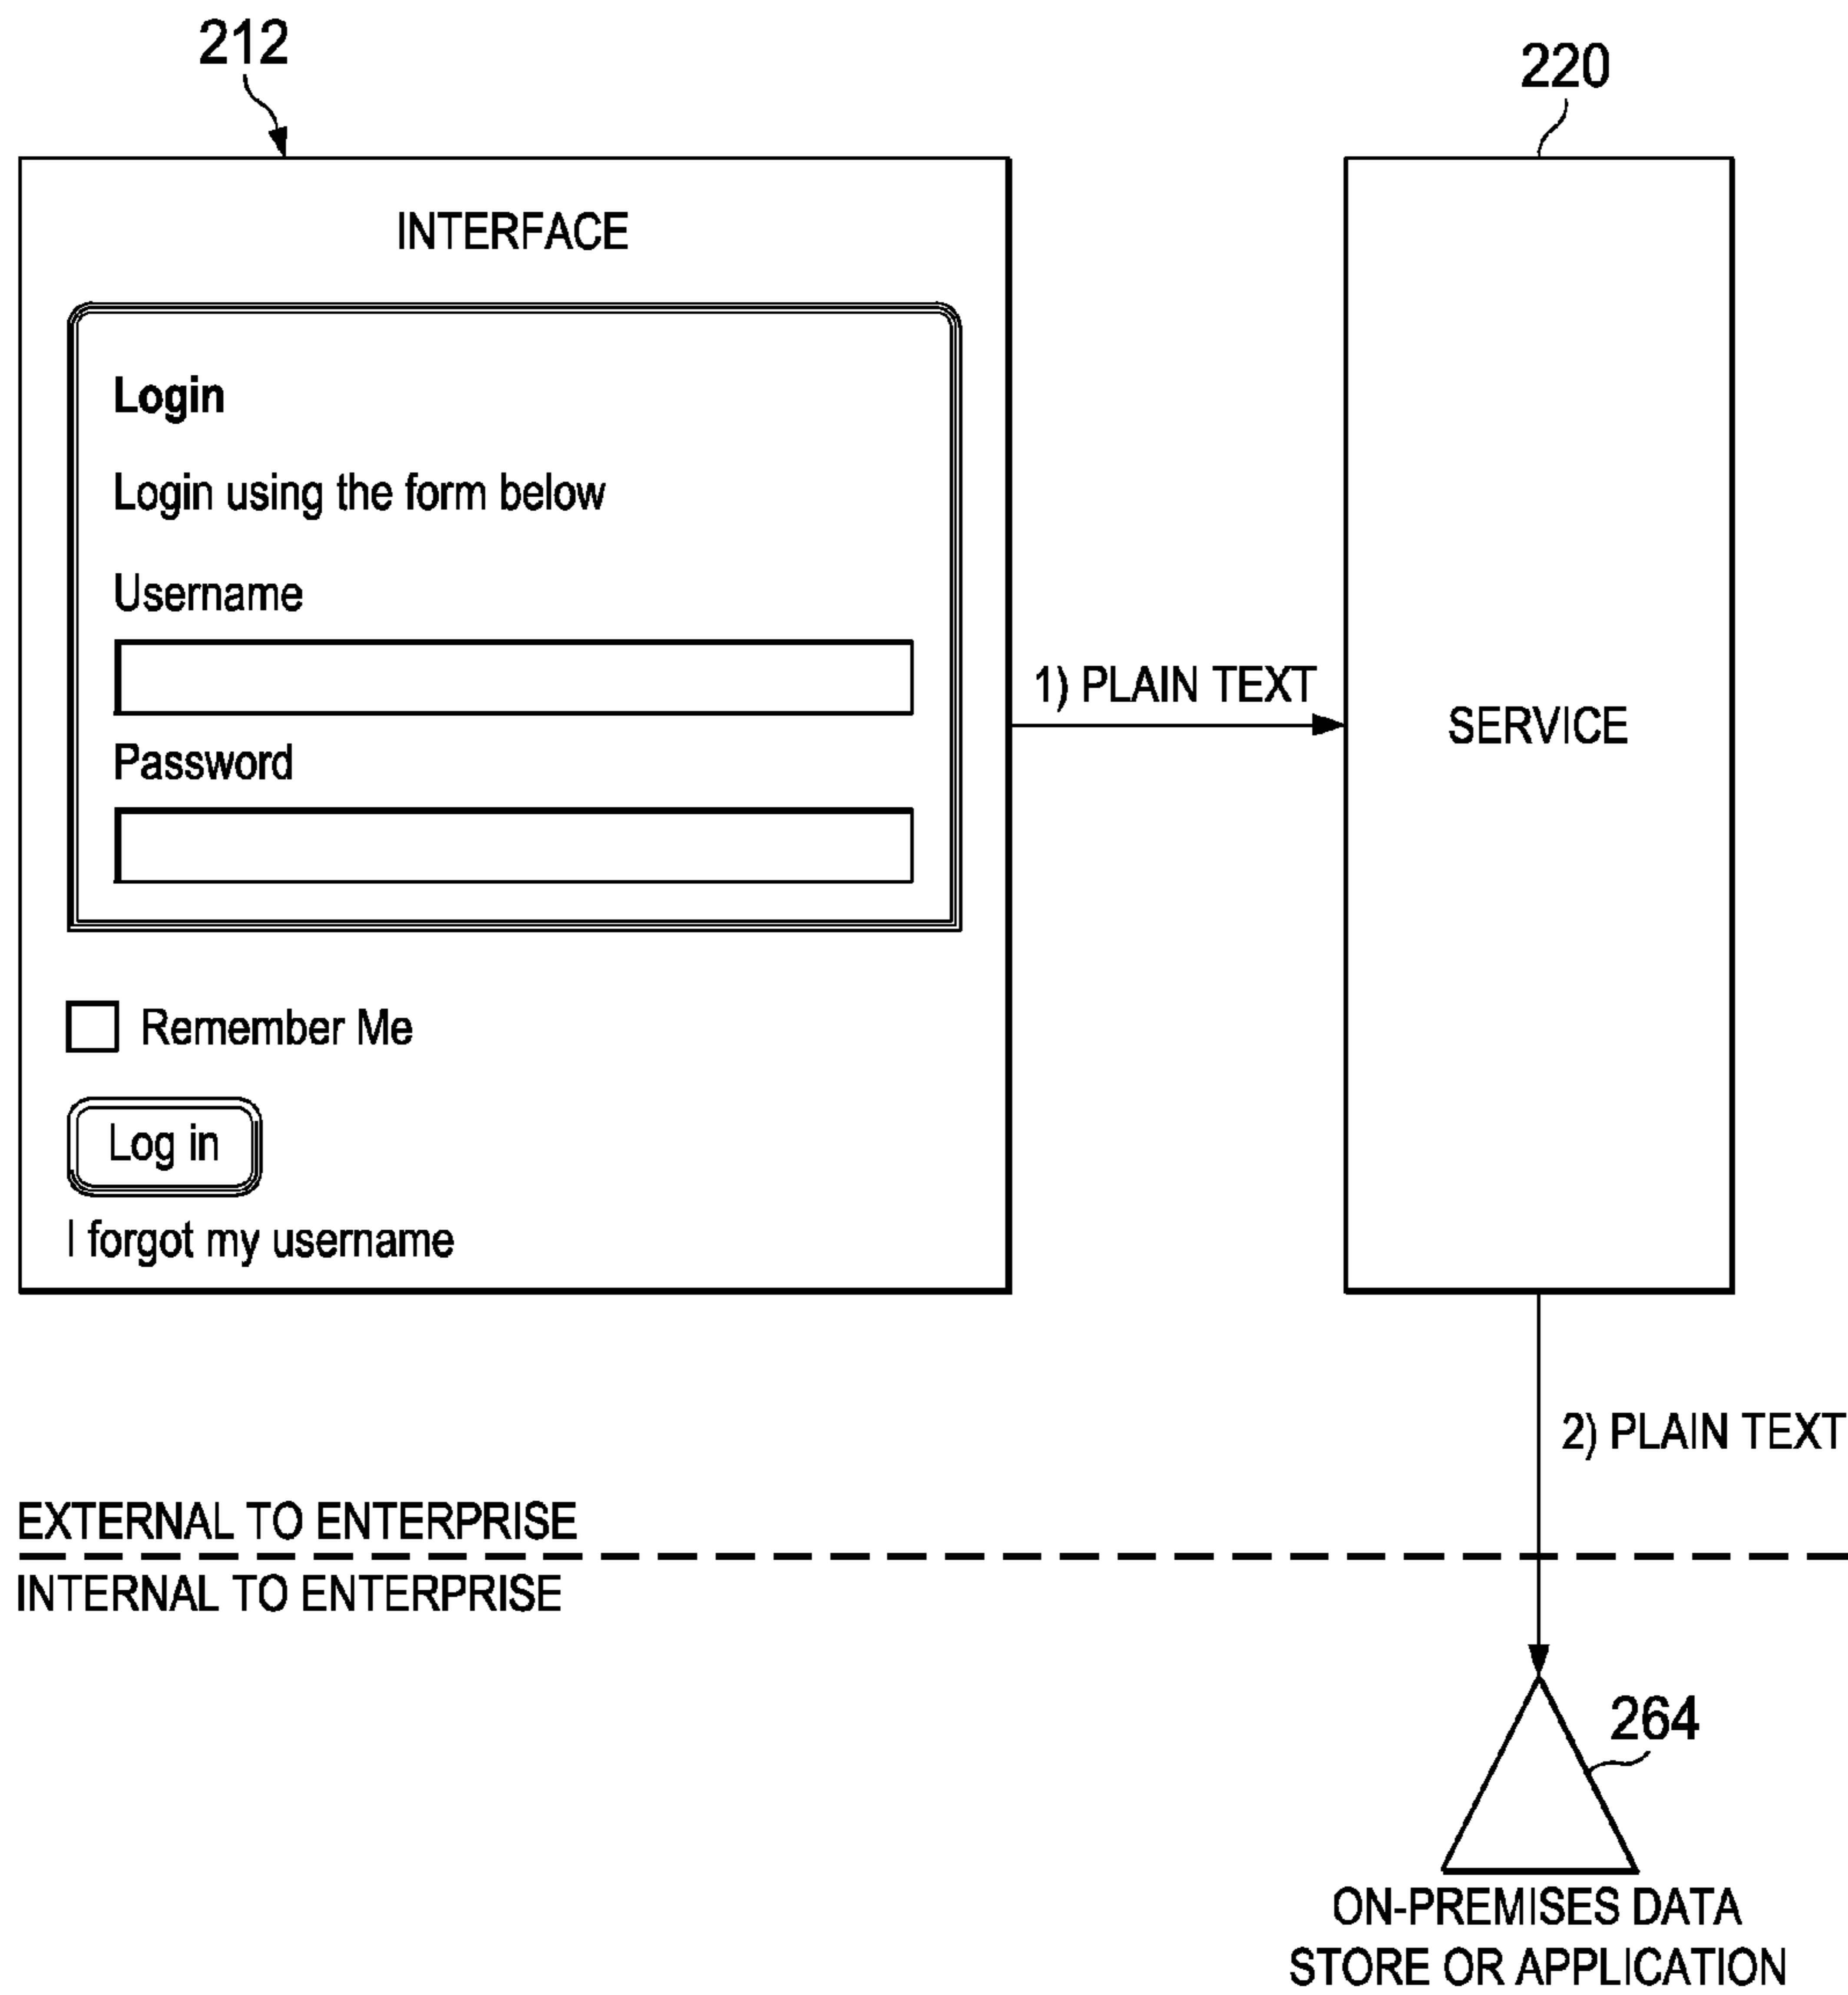 212
220
INTERFACE
Login
Login using the form below
Username
Password
Remember Me
Log in
I forgot my username
1) PLAIN TEXT
SERVICE
2) PLAIN TEXT
EXTERNAL TO ENTERPRISE
INTERNAL TO ENTERPRISE
264
ON-PREMISES DATA
STORE OR APPLICATION